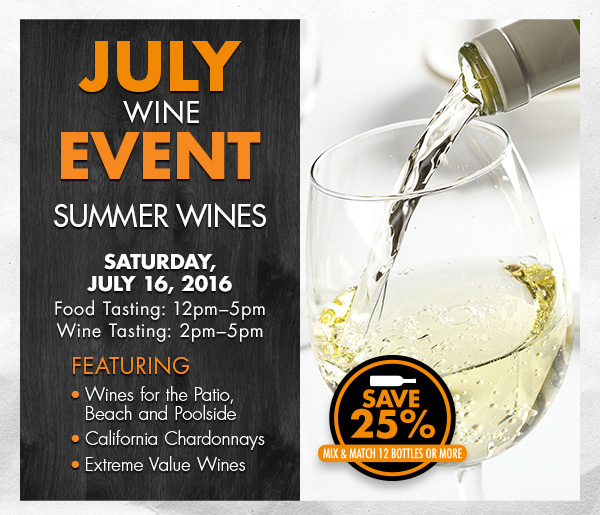 JULY
WINE
EVENT
SUMMER WINES
SATURDAY,
JULY 16, 2016
Food Tasting: 12pm–5pm
Wine Tasting: 2pm–5pm
FEATURING
• Wines for the Patio,
Beach and Poolside
• California Chardonnays
• Extreme Value Wines
SAVE
25%
MIX & MATCH 12 BOTTLES OR MORE